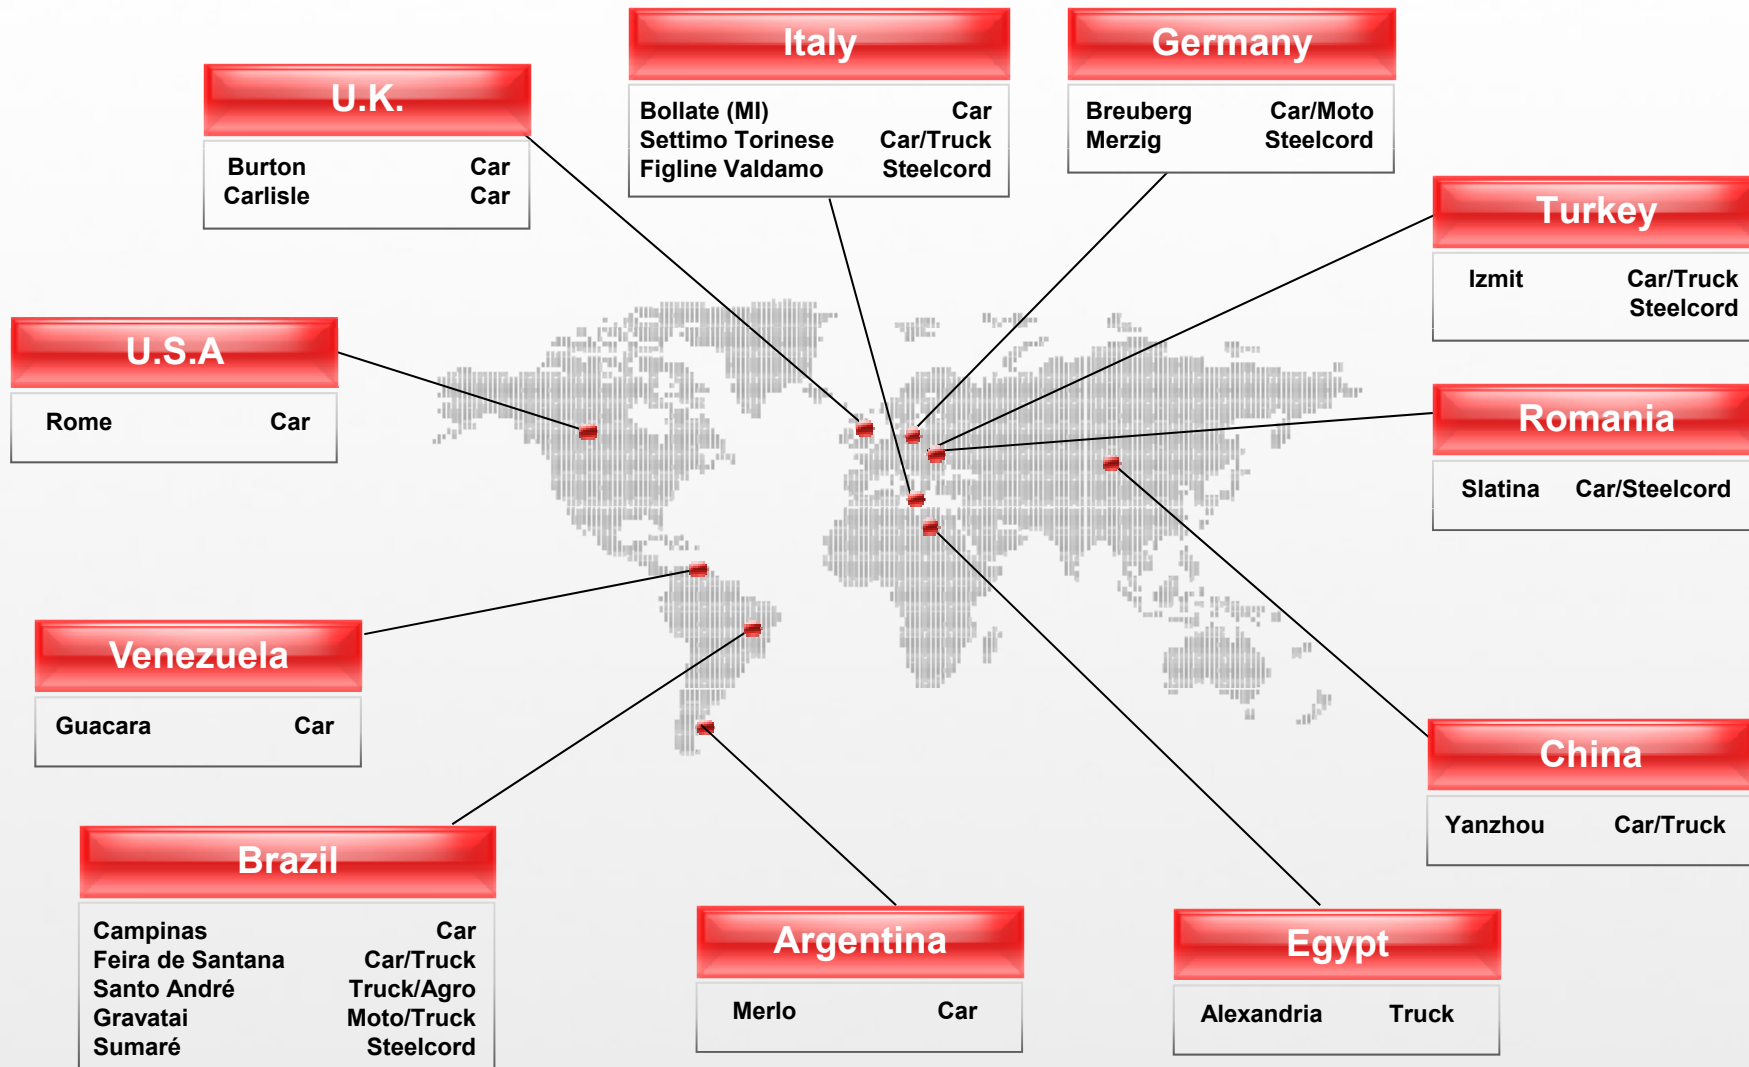 Italy
Bollate (MI) Car
Settimo Torinese Car/Truck
Figline Valdamo Steelcord
Germany
Breuberg Car/Moto
Merzig Steelcord
U.K.
Burton Car
Carlisle Car
Turkey
Izmit Car/Truck
Steelcord
U.S.A
Rome Car
Romania
Slatina Car/Steelcord
Venezuela
Guacara Car
China
Yanzhou Car/Truck
Brazil
Campinas Car
Feira de Santana Car/Truck
Santo André Truck/Agro
Gravatai Moto/Truck
Sumaré Steelcord
Argentina
Merlo Car
Egypt
Alexandria Truck